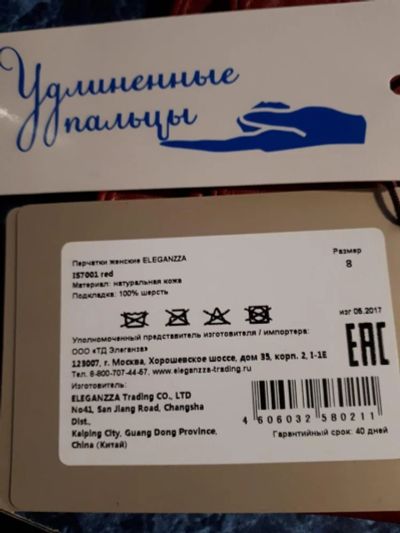 Удлиненные
пальцы
Перчатки женские ELEGANZZA
IS7001 red
Материал: натуральная кожа
Подкладка: 100% шерсть
Размер
8
изг 06.2017
Уполномоченный представитель изготовителя / импортера:
ООО «ТД Элеганза»
123007, г. Москва, Хорошевское шоссе, дом 35, корп. 2, I-1E
Тел. 8-800-707-44-67, www.eleganzza-trading.ru
EAC
Изготовитель:
ELEGANZZA Trading CO., LTD
No41, San Jiang Road, Changsha
Dist.,
Kaiping City, Guang Dong Province,
China (Китай)
4 606032 580211
Гарантийный срок: 40 дней